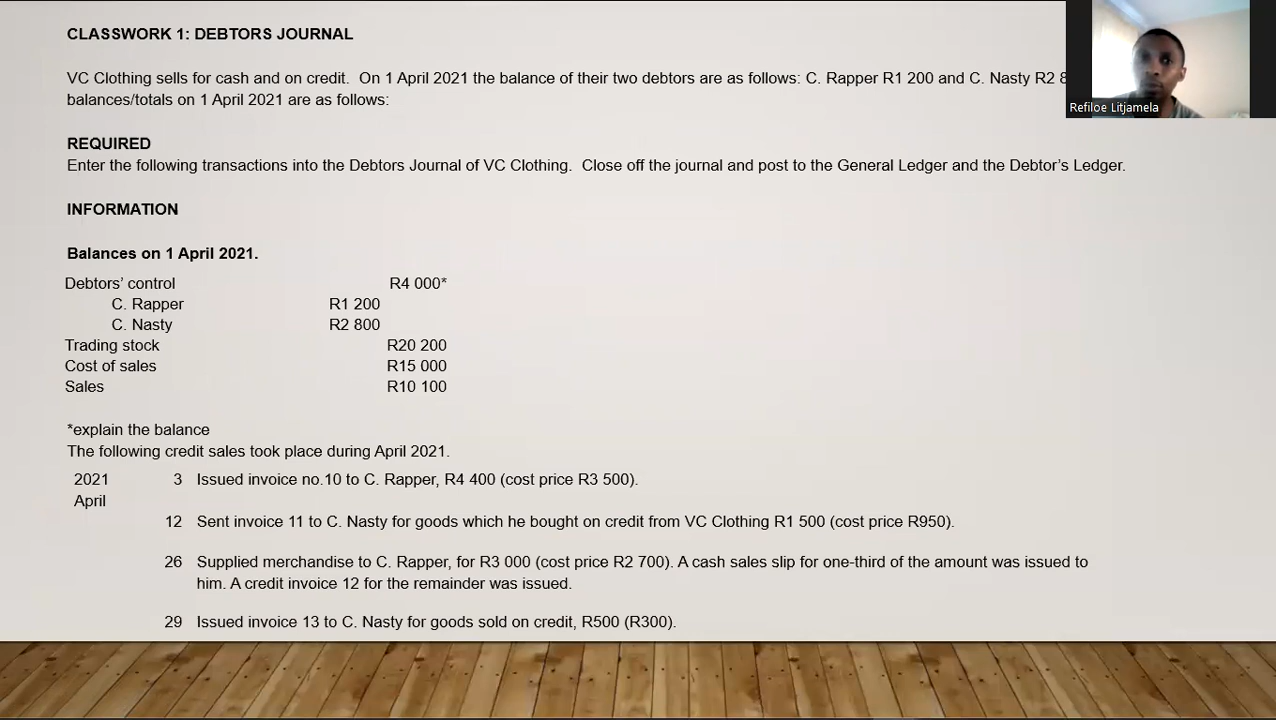 CLASSWORK 1: DEBTORS JOURNAL
VC Clothing sells for cash and on credit. On 1 April 2021 the balance of their two debtors are as follows: C. Rapper R1 200 and C. Nasty R2
balances/totals on 1 April 2021 are as follows:
REQUIRED
Enter the following transactions into the Debtors Journal of VC Clothing. Close off the journal and post to the General Ledger and the Debtor's Ledger.
INFORMATION
Balances on 1 April 2021.
Debtors' control R4 000*
C. Rapper R1 200
C. Nasty R2 800
Trading stock R20 200
Cost of sales R15 000
Sales R10 100
*explain the balance
The following credit sales took place during April 2021.
2021 3 Issued invoice no.10 to C. Rapper, R4 400 (cost price R3 500).
April
12 Sent invoice 11 to C. Nasty for goods which he bought on credit from VC Clothing R1 500 (cost price R950).
26 Supplied merchandise to C. Rapper, for R3 000 (cost price R2 700). A cash sales slip for one-third of the amount was issued to
him. A credit invoice 12 for the remainder was issued.
29 Issued invoice 13 to C. Nasty for goods sold on credit, R500 (R300).
Refiloe Litjamela